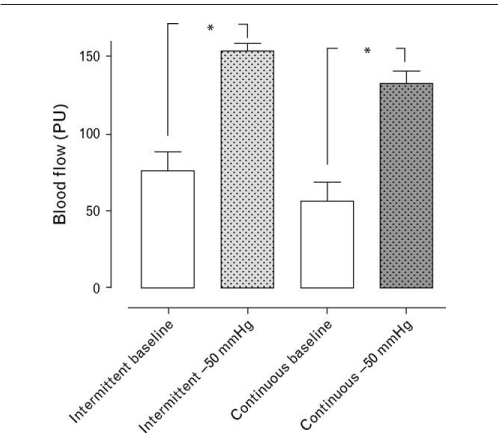 *
*
150
100
50
0
Blood flow (PU)
Intermittent baseline
Intermittent –50 mmHg
Continuous baseline
Continuous –50 mmHg